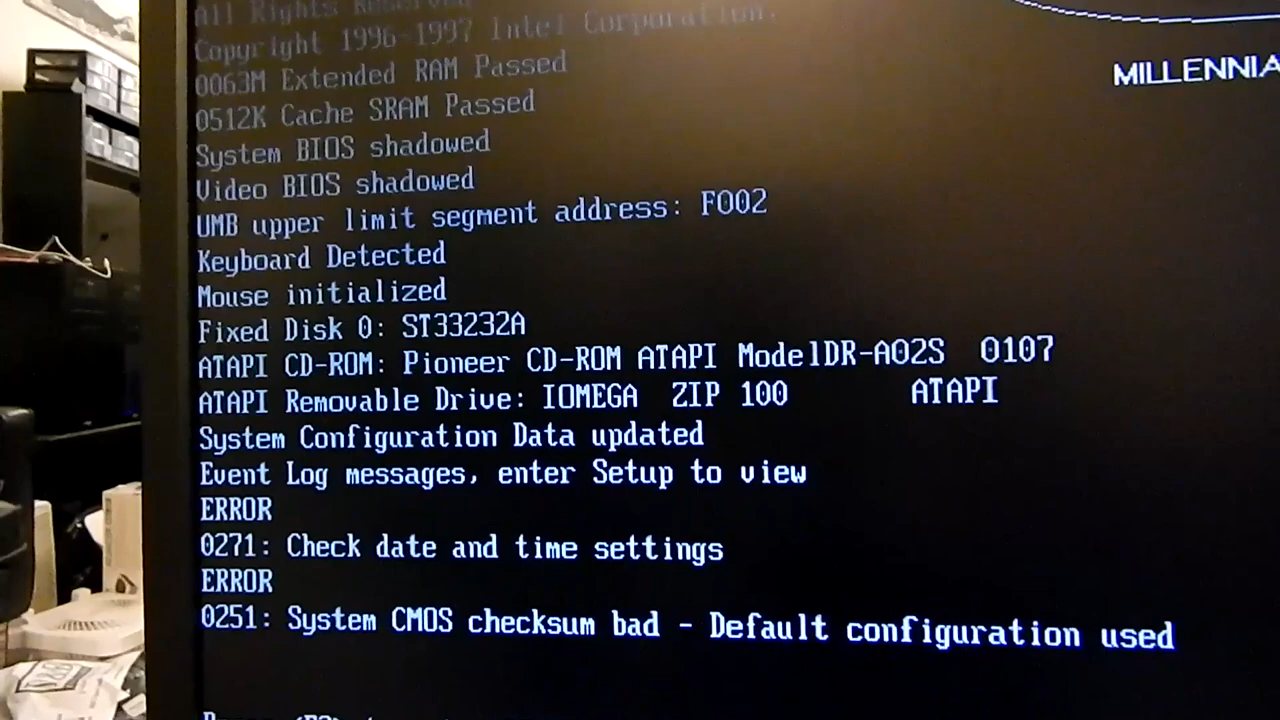 All Rights Reserved
Copyright 1996-1997 Intel Corporation.
MILLENNIA
0063M Extended RAM Passed
0512K Cache SRAM Passed
System BIOS shadowed
Video BIOS shadowed
UMB upper limit segment address: F002
Keyboard Detected
Mouse initialized
Fixed Disk 0: ST33232A
ATAPI CD-ROM: Pioneer CD-ROM ATAPI ModelDR-A02S 0107
ATAPI Removable Drive: IOMEGA ZIP 100 ATAPI
System Configuration Data updated
Event Log messages, enter Setup to view
ERROR
0271: Check date and time settings
ERROR
0251: System CMOS checksum bad - Default configuration used